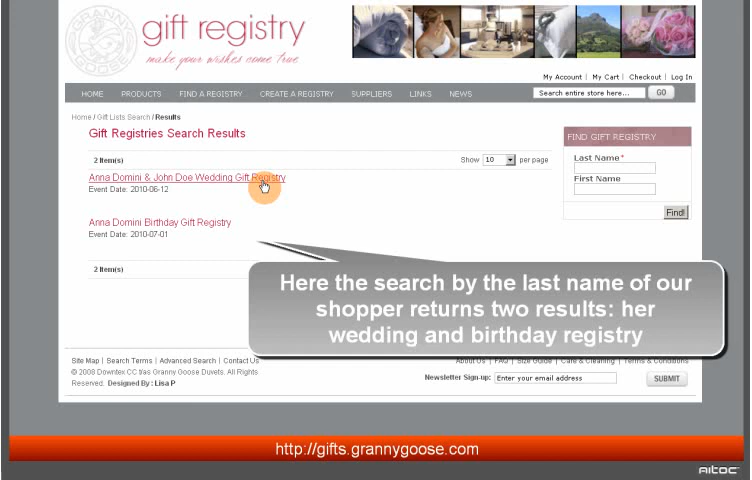 GRANNY GOOSE
gift registry
make your wishes come true
My Account | My Cart | Checkout | Log In
HOME PRODUCTS FIND A REGISTRY CREATE A REGISTRY SUPPLIERS LINKS NEWS Search entire store here... GO
Home / Gift Lists Search / Results
Gift Registries Search Results
FIND GIFT REGISTRY
2 Item(s) Show 10 per page
Last Name*
Anna Domini & John Doe Wedding Gift Registry
First Name
Event Date: 2010-06-12
Find!
Anna Domini Birthday Gift Registry
Event Date: 2010-07-01
2 Item(s)
Here the search by the last name of our
shopper returns two results: her
wedding and birthday registry
Site Map | Search Terms | Advanced Search | Contact Us
About Us | FAQ | Size Guide | Care & Cleaning | Terms & Conditions
© 2008 Downtex CC t/as Granny Goose Duvets. All Rights
Reserved. Designed By : Lisa P
Newsletter Sign-up: Enter your email address SUBMIT
http://gifts.grannygoose.com
AITOC